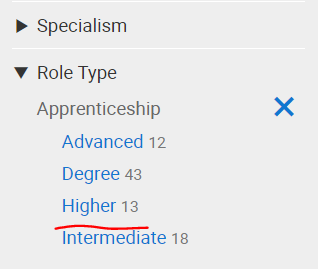 Specialism
Role Type
Apprenticeship
Advanced 12
Degree 43
Higher 13
Intermediate 18